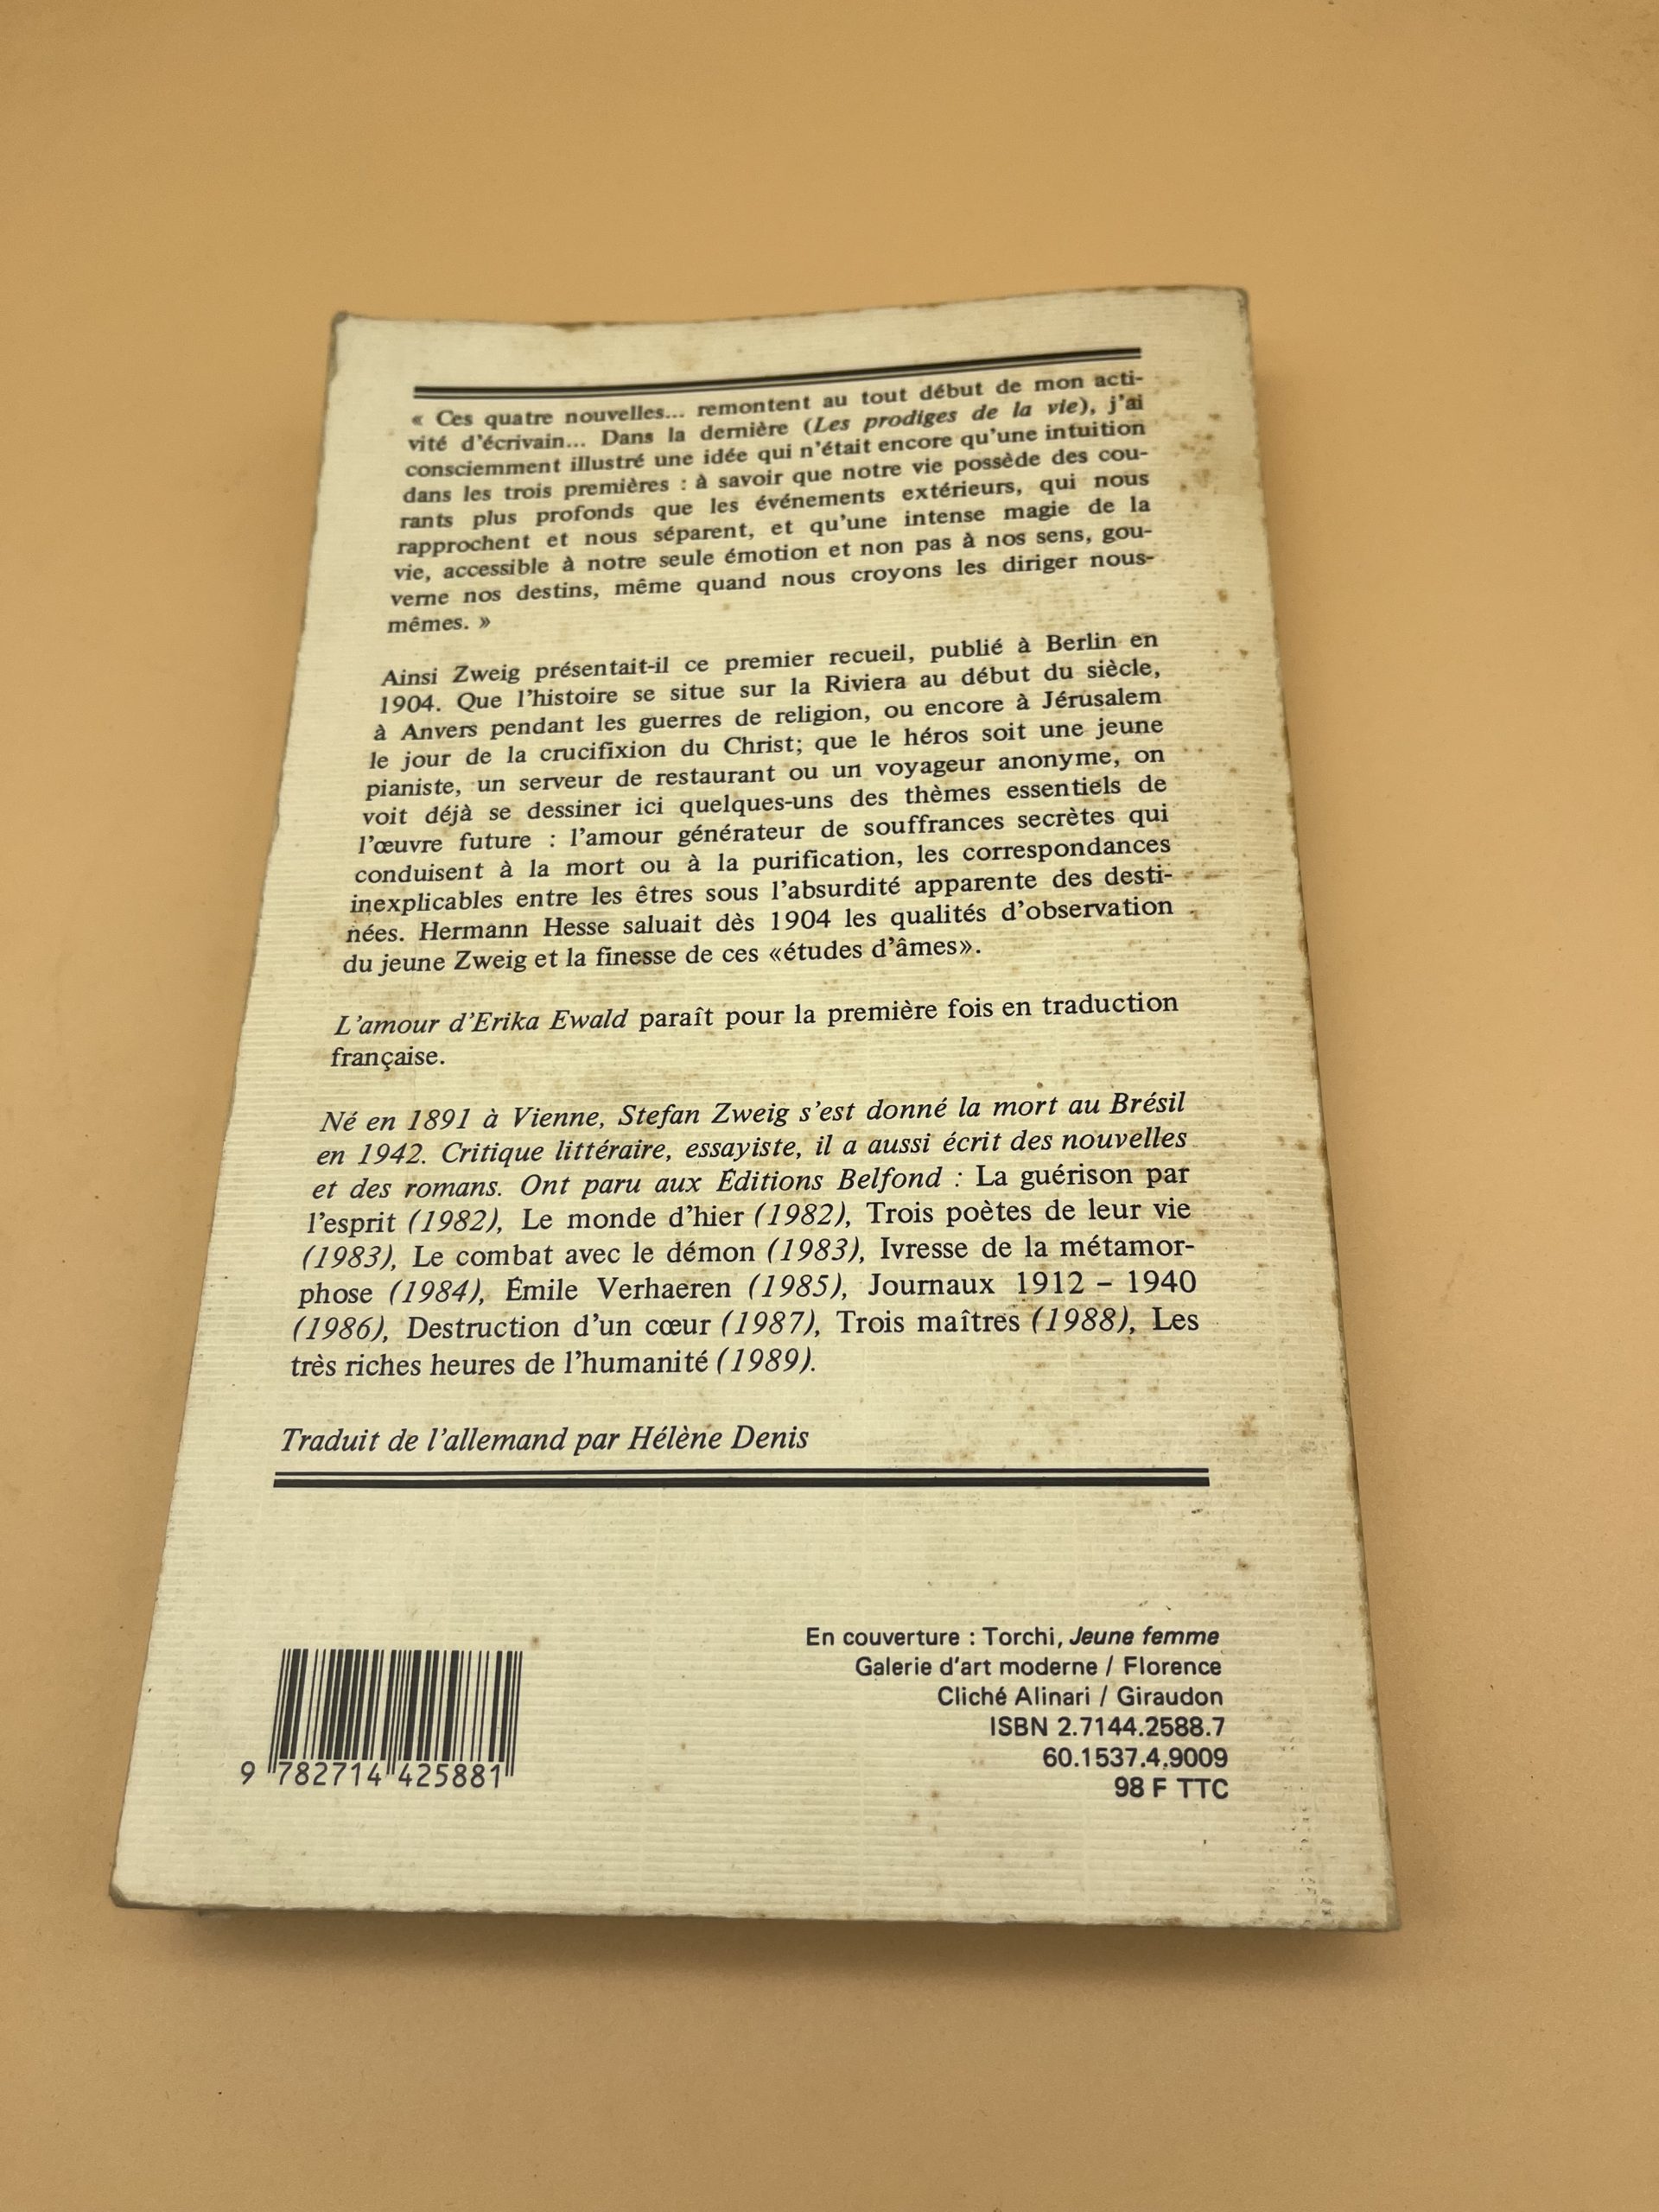 « Ces quatre nouvelles... remontent au tout début de mon acti-
vité d'écrivain... Dans la dernière (Les prodiges de la vie), j'ai
consciemment illustré une idée qui n'était encore qu'une intuition
dans les trois premières : à savoir que notre vie possède des cou-
rants plus profonds que les événements extérieurs, qui nous
rapprochent et nous séparent, et qu'une intense magie de la
vie, accessible à notre seule émotion et non pas à nos sens, gou-
verne nos destins, même quand nous croyons les diriger nous-
mêmes. »
Ainsi Zweig présentait-il ce premier recueil, publié à Berlin en
1904. Que l'histoire se situe sur la Riviera au début du siècle,
à Anvers pendant les guerres de religion, ou encore à Jérusalem
le jour de la crucifixion du Christ; que le héros soit une jeune
pianiste, un serveur de restaurant ou un voyageur anonyme, on
voit déjà se dessiner ici quelques-uns des thèmes essentiels de
l'œuvre future : l'amour générateur de souffrances secrètes qui
conduisent à la mort ou à la purification, les correspondances
inexplicables entre les êtres sous l'absurdité apparente des desti-
nées. Hermann Hesse saluait dès 1904 les qualités d'observation
du jeune Zweig et la finesse de ces «études d'âmes».
L'amour d'Erika Ewald paraît pour la première fois en traduction
française.
Né en 1891 à Vienne, Stefan Zweig s'est donné la mort au Brésil
en 1942. Critique littéraire, essayiste, il a aussi écrit des nouvelles
et des romans. Ont paru aux Éditions Belfond : La guérison par
l'esprit (1982), Le monde d'hier (1982), Trois poètes de leur vie
(1983), Le combat avec le démon (1983), Ivresse de la métamor-
phose (1984), Émile Verhaeren (1985), Journaux 1912 – 1940
(1986), Destruction d'un cœur (1987), Trois maîtres (1988), Les
très riches heures de l'humanité (1989).
Traduit de l'allemand par Hélène Denis
En couverture : Torchi, Jeune femme
Galerie d'art moderne / Florence
Cliché Alinari / Giraudon
ISBN 2.7144.2588.7
60.1537.4.9009
98 F TTC
9 782714 425881